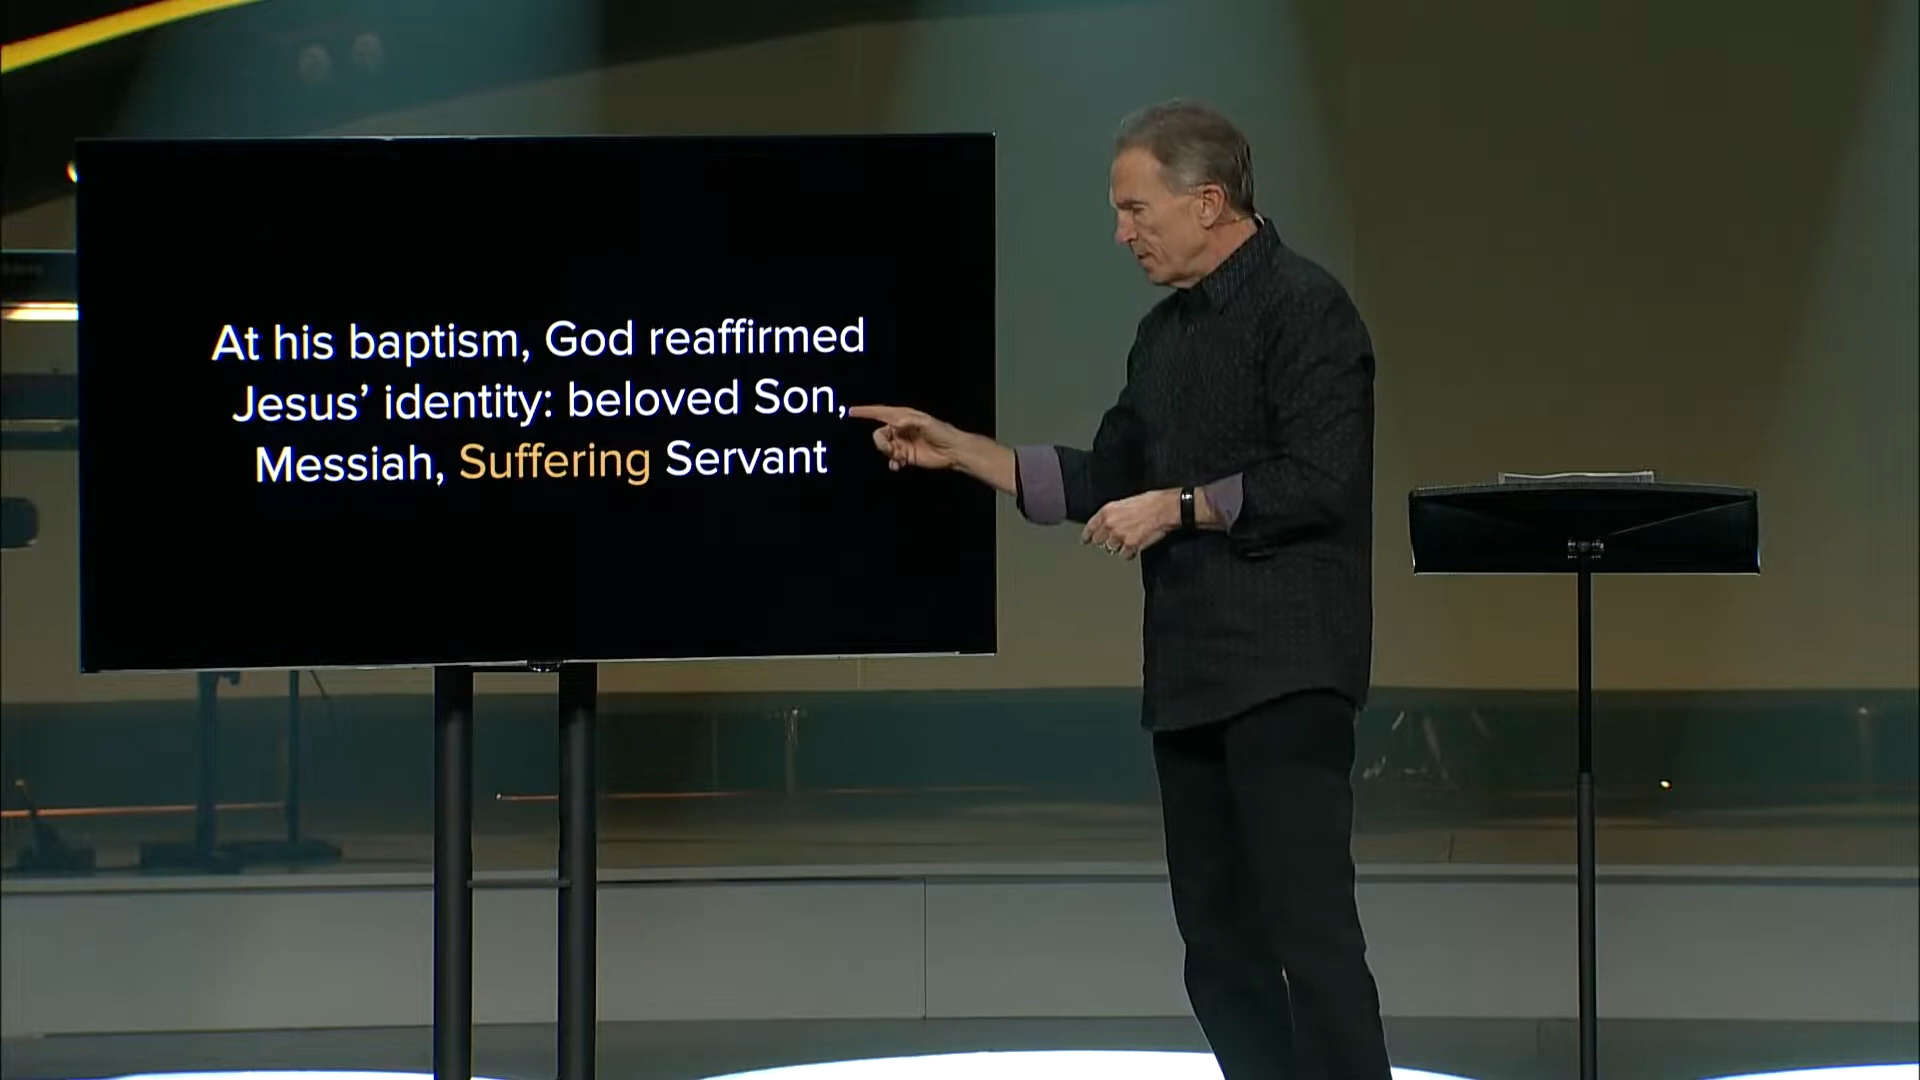 At his baptism, God reaffirmed
Jesus’ identity: beloved Son,
Messiah, Suffering Servant